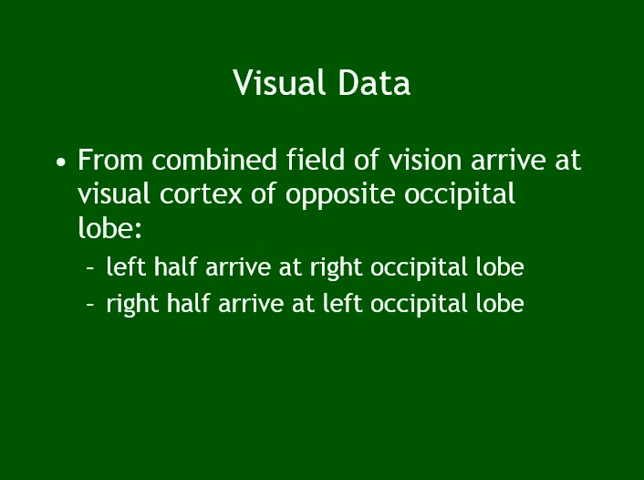 Visual Data
• From combined field of vision arrive at
visual cortex of opposite occipital
lobe:
– left half arrive at right occipital lobe
– right half arrive at left occipital lobe